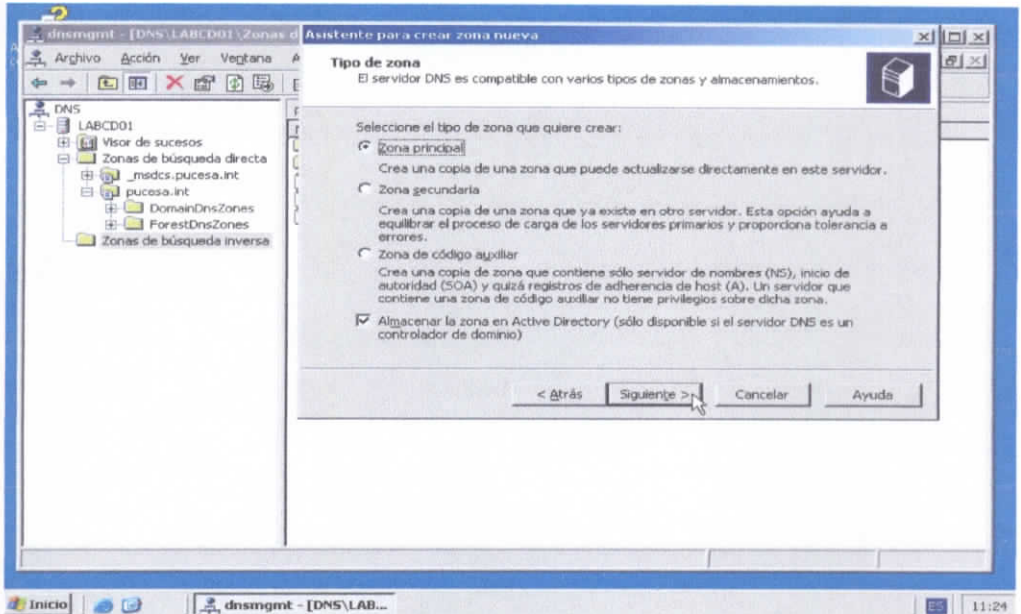 dnsmgmt - [DNS\LABCD01\Zonas d
Asistente para crear zona nueva
Archivo Acción Ver Ventana
Tipo de zona
El servidor DNS es compatible con varios tipos de zonas y almacenamientos.
DNS
LABCD01
Visor de sucesos
Zonas de búsqueda directa
_msdcs.pucesa.int
pucesa.int
DomainDnsZones
ForestDnsZones
Zonas de búsqueda inversa
Seleccione el tipo de zona que quiere crear:
Zona principal
Crea una copia de una zona que puede actualizarse directamente en este servidor.
Zona secundaria
Crea una copia de una zona que ya existe en otro servidor. Esta opción ayuda a
equilibrar el proceso de carga de los servidores primarios y proporciona tolerancia a
errores.
Zona de código auxiliar
Crea una copia de zona que contiene sólo servidor de nombres (NS), inicio de
autoridad (SOA) y quizá registros de adherencia de host (A). Un servidor que
contiene una zona de código auxiliar no tiene privilegios sobre dicha zona.
Almacenar la zona en Active Directory (sólo disponible si el servidor DNS es un
controlador de dominio)
< Atrás
Siguiente >
Cancelar
Ayuda
Inicio
dnsmgmt - [DNS\LAB...
ES
11:24